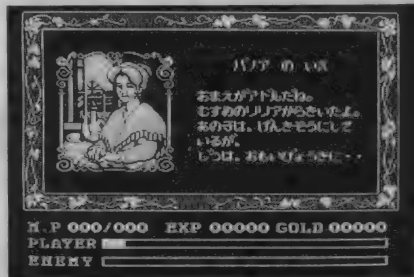 バノア の いえ
おまえがアドルだね。
むすめのリリアからきいたよ。
あの子は、げんきそうにして
いるが、
じつは、おもいびょうきに・・
M.P 000/000 EXP 00000 GOLD 00000
PLAYER
ENEMY